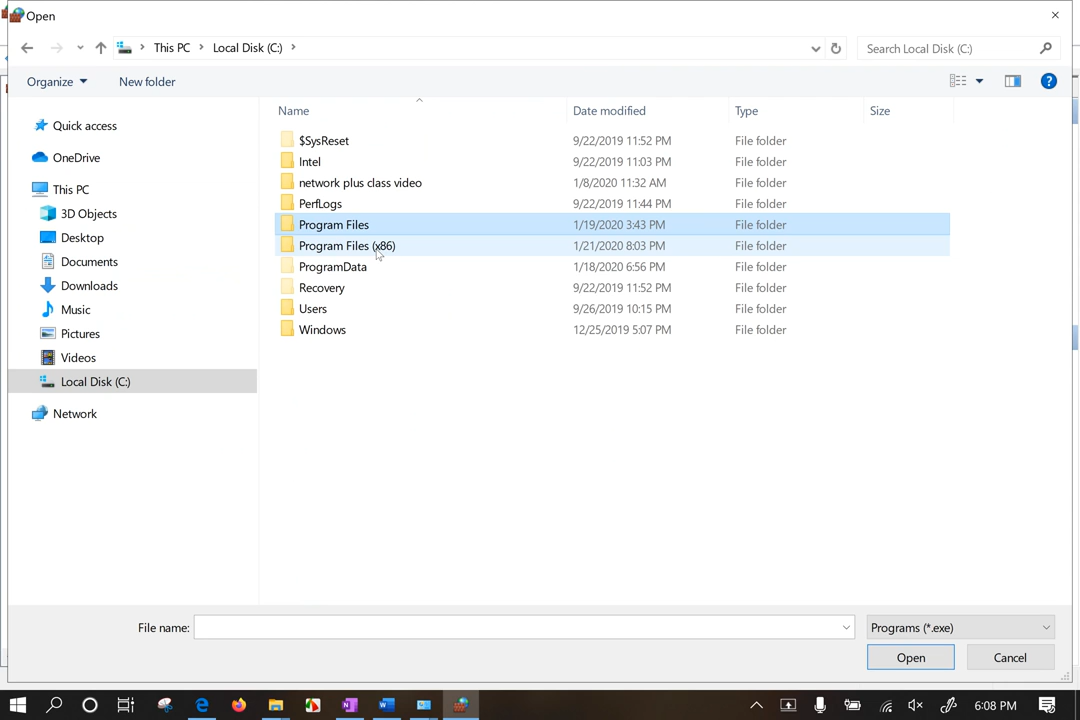 Open
This PC
Local Disk (C:)
Search Local Disk (C:)
Organize
New folder
Name
Date modified
Type
Size
Quick access
OneDrive
This PC
3D Objects
Desktop
Documents
Downloads
Music
Pictures
Videos
Local Disk (C:)
Network
$SysReset 9/22/2019 11:52 PM File folder
Intel 9/22/2019 11:03 PM File folder
network plus class video 1/8/2020 11:32 AM File folder
PerfLogs 9/22/2019 11:44 PM File folder
Program Files 1/19/2020 3:43 PM File folder
Program Files (x86) 1/21/2020 8:03 PM File folder
ProgramData 1/18/2020 6:56 PM File folder
Recovery 9/22/2019 11:52 PM File folder
Users 9/26/2019 10:15 PM File folder
Windows 12/25/2019 5:07 PM File folder
File name:
Programs (*.exe)
Open
Cancel
6:08 PM